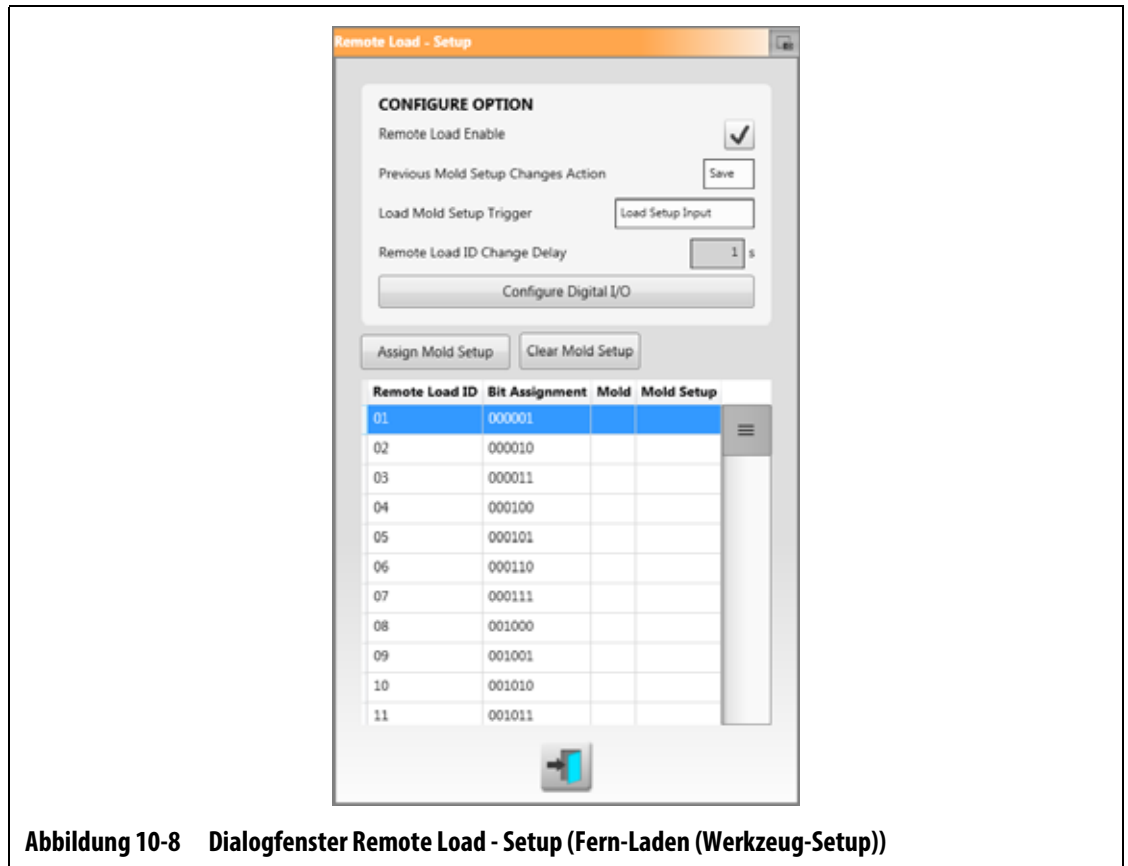 Remote Load - Setup
CONFIGURE OPTION
Remote Load Enable
Previous Mold Setup Changes Action Save
Load Mold Setup Trigger Load Setup Input
Remote Load ID Change Delay 1 s
Configure Digital I/O
Assign Mold Setup Clear Mold Setup
Remote Load ID Bit Assignment Mold Mold Setup
01 000001
02 000010
03 000011
04 000100
05 000101
06 000110
07 000111
08 001000
09 001001
10 001010
11 001011
Abbildung 10-8 Dialogfenster Remote Load - Setup (Fern-Laden (Werkzeug-Setup))